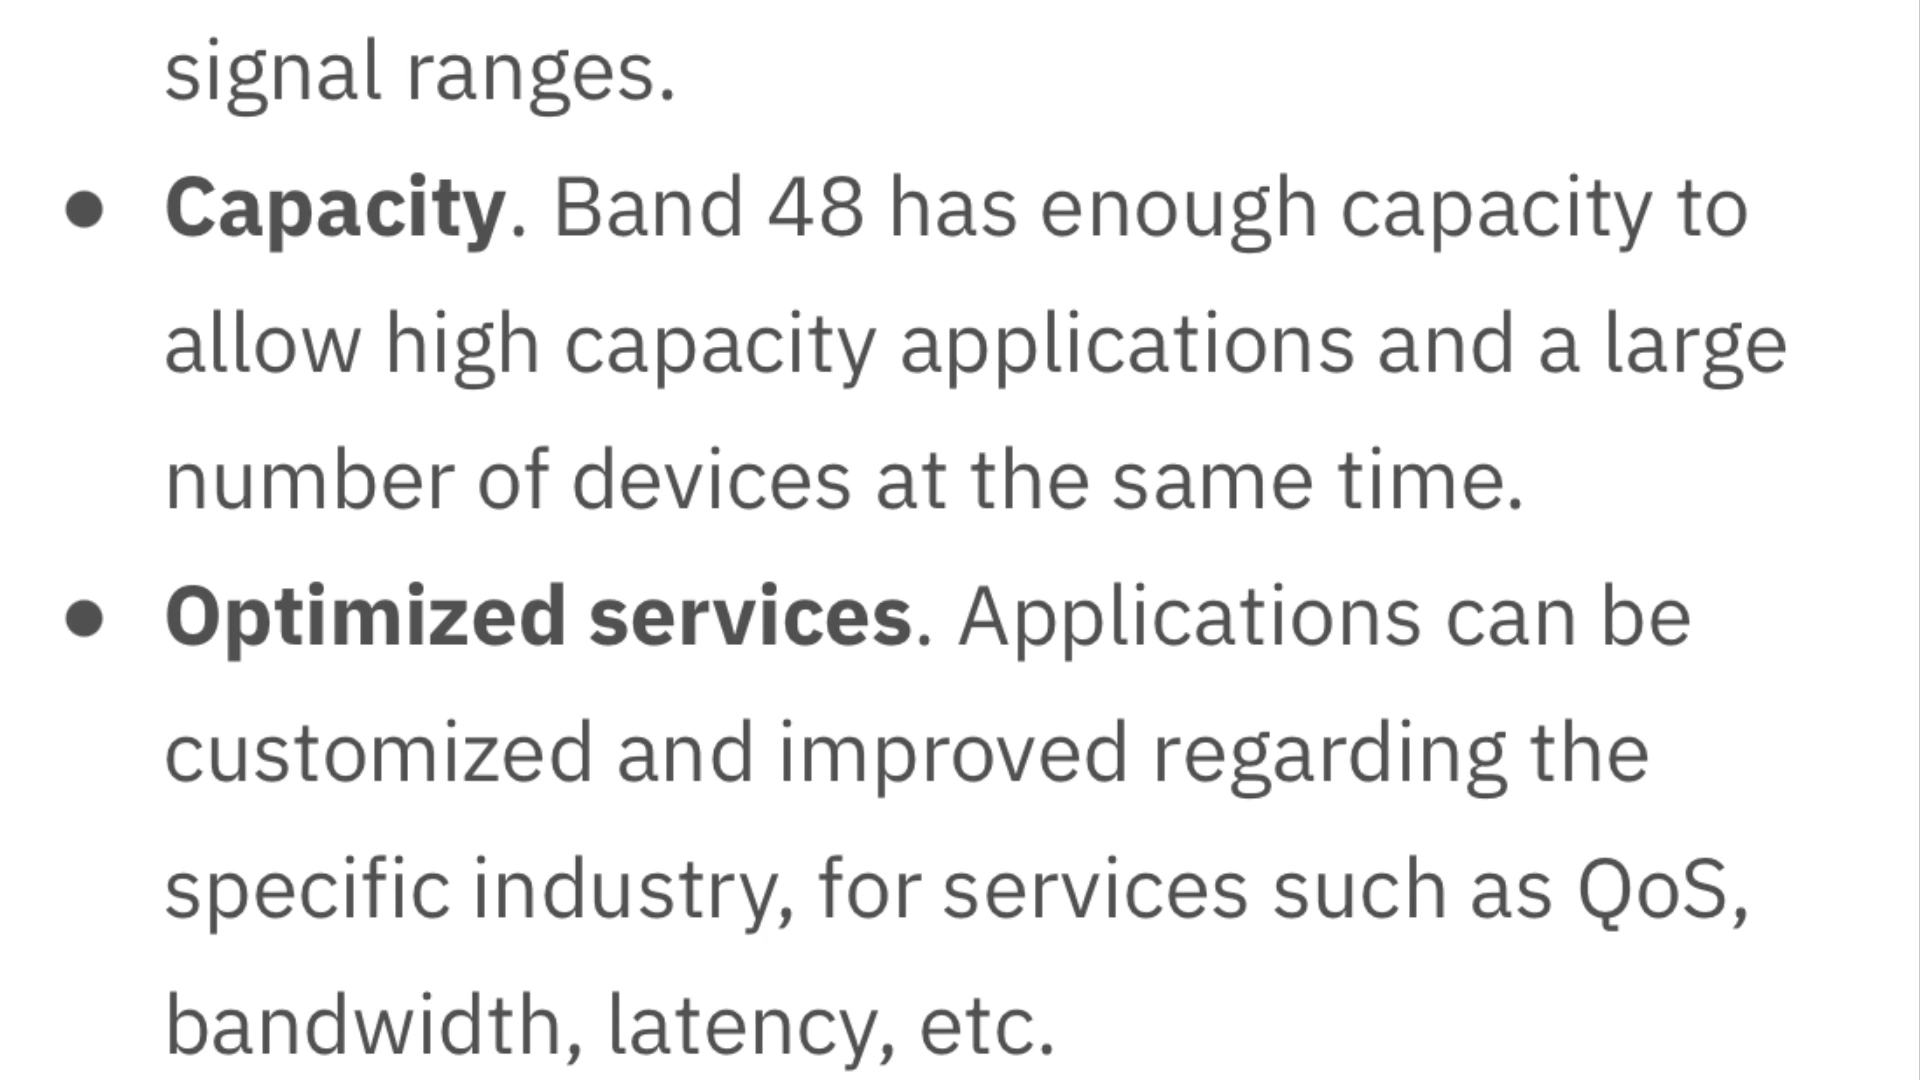 signal ranges.
● Capacity. Band 48 has enough capacity to
allow high capacity applications and a large
number of devices at the same time.
● Optimized services. Applications can be
customized and improved regarding the
specific industry, for services such as QoS,
bandwidth, latency, etc.